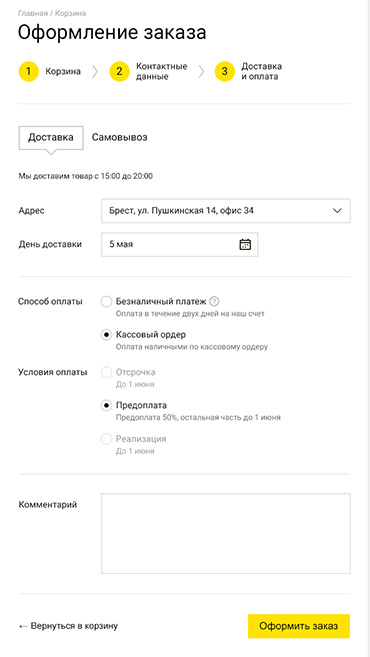 Главная / Корзина
Оформление заказа
1 Корзина 2 Контактные данные 3 Доставка и оплата
Доставка Самовывоз
Мы доставим товар с 15:00 до 20:00
Адрес Брест, ул. Пушкинская 14, офис 34
День доставки 5 мая
Способ оплаты Безналичный платеж ?
Оплата в течение двух дней на наш счет
Кассовый ордер
Оплата наличными по кассовому ордеру
Условия оплаты Отсрочка
До 1 июня
Предоплата
Предоплата 50%, остальная часть до 1 июня
Реализация
До 1 июня
Комментарий
← Вернуться в корзину Оформить заказ